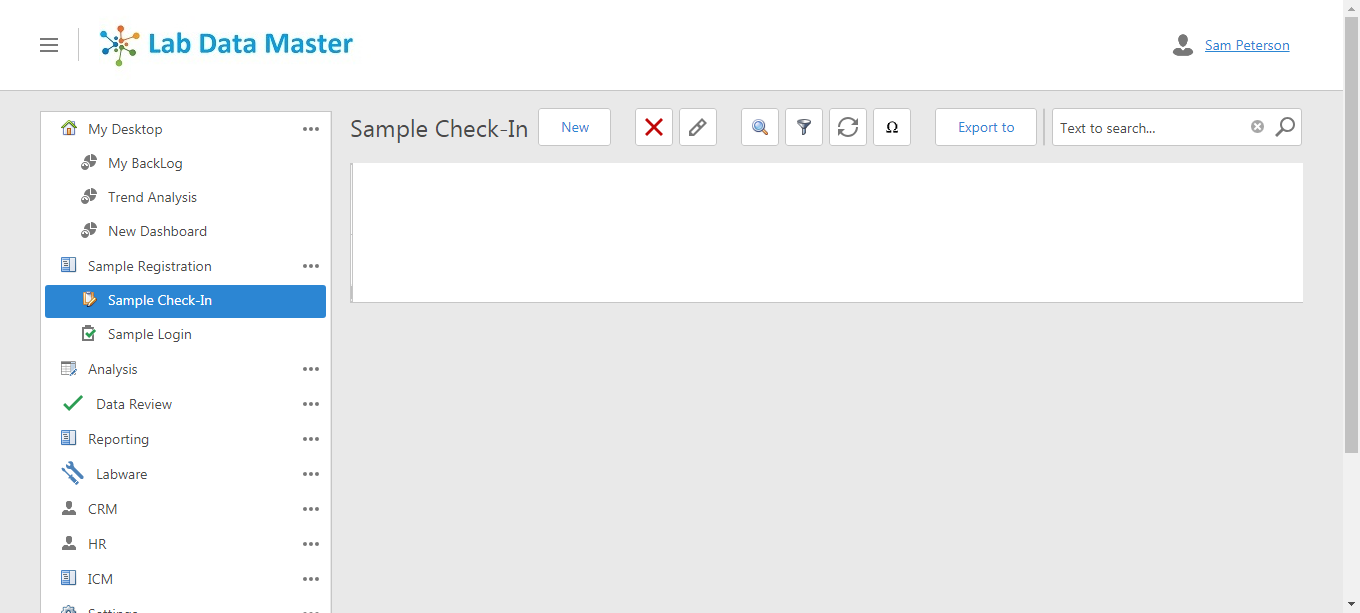 Lab Data Master
Sam Peterson
My Desktop
My BackLog
Trend Analysis
New Dashboard
Sample Registration
Sample Check-In
Sample Login
Analysis
Data Review
Reporting
Labware
CRM
HR
ICM
Settings
Sample Check-In
New
Ω
Export to
Text to search...